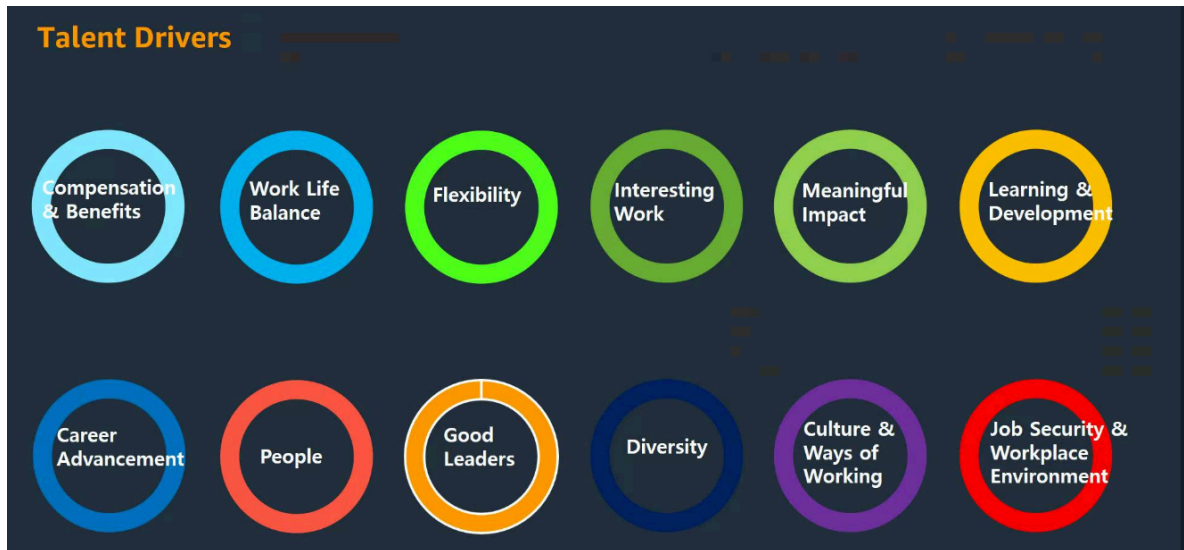 Talent Drivers
Compensation
& Benefits
Work Life
Balance
Flexibility
Interesting
Work
Meaningful
Impact
Learning &
Development
Career
Advancement
People
Good
Leaders
Diversity
Culture &
Ways of
Working
Job Security &
Workplace
Environment